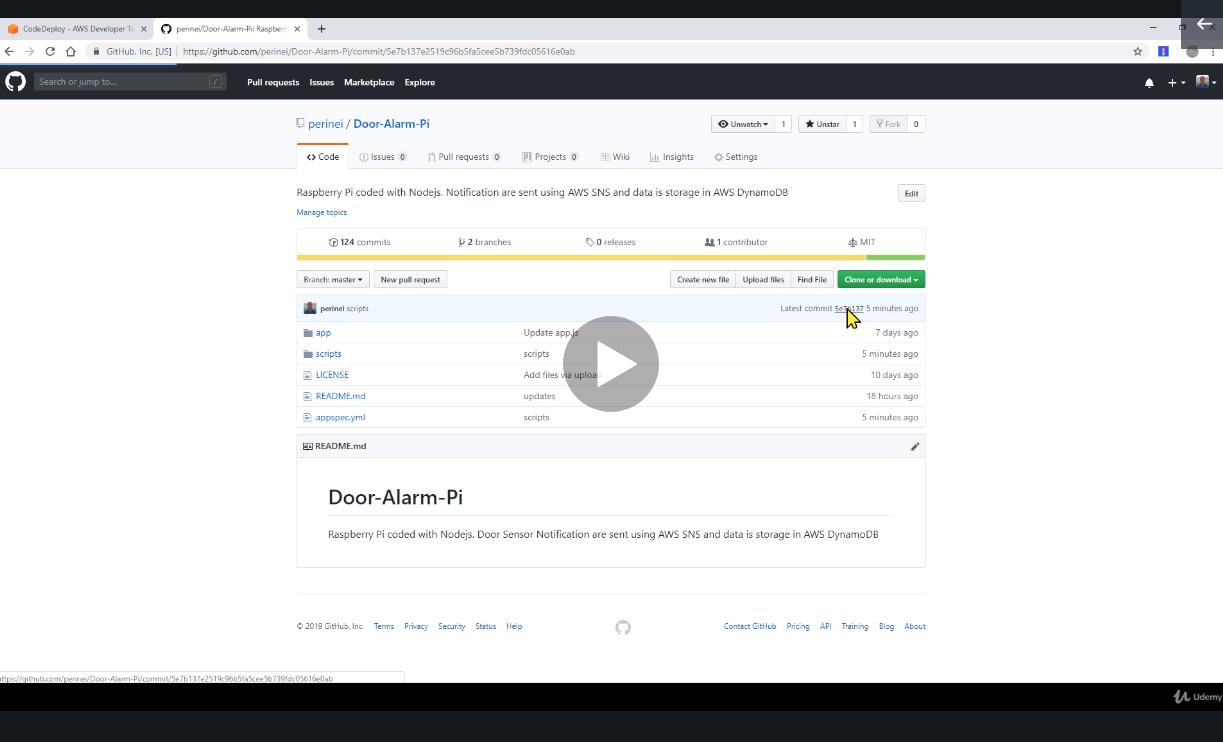 CodeDeploy - AWS Developer To
perinei/Door-Alarm-Pi: Raspberry
GitHub, Inc. [US]
https://github.com/perinei/Door-Alarm-Pi/commit/5e7b137e2519c96b5fa5cee5b739fdc05616e0ab
Search or jump to...
/
Pull requests
Issues
Marketplace
Explore
perinei / Door-Alarm-Pi
Unwatch 1
Unstar 1
Fork 0
Code
Issues 0
Pull requests 0
Projects 0
Wiki
Insights
Settings
Raspberry Pi coded with Nodejs. Notification are sent using AWS SNS and data is storage in AWS DynamoDB
Edit
Manage topics
124 commits
2 branches
0 releases
1 contributor
MIT
Branch: master
New pull request
Create new file
Upload files
Find File
Clone or download
perinei scripts
Latest commit 5e7b137 5 minutes ago
app Update app.js 7 days ago
scripts scripts 5 minutes ago
LICENSE Add files via upload 10 days ago
README.md updates 18 hours ago
appspec.yml scripts 5 minutes ago
README.md
Door-Alarm-Pi
Raspberry Pi coded with Nodejs. Door Sensor Notification are sent using AWS SNS and data is storage in AWS DynamoDB
© 2019 GitHub, Inc.
Terms
Privacy
Security
Status
Help
Contact GitHub
Pricing
API
Training
Blog
About
ttps://github.com/perinei/Door-Alarm-Pi/commit/5e7b137e2519c96b5fa5cee5b739fdc05616e0ab
Udemy